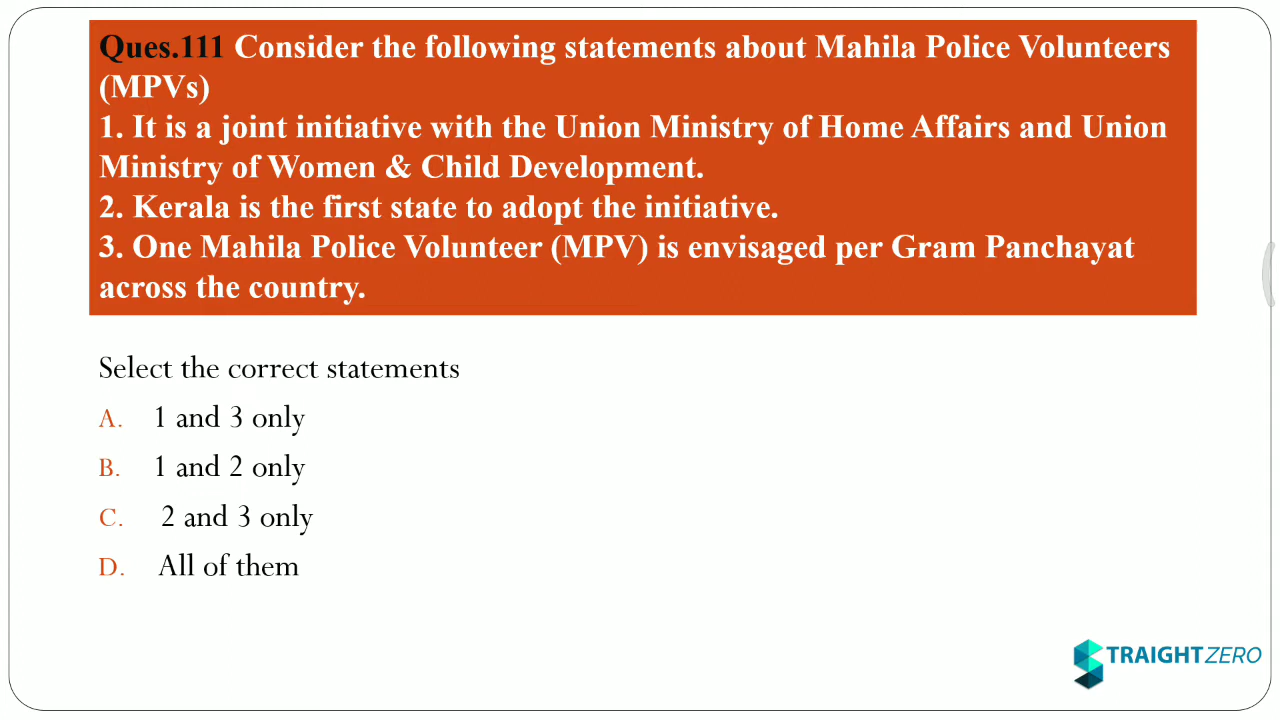 Ques.111 Consider the following statements about Mahila Police Volunteers
(MPVs)
1. It is a joint initiative with the Union Ministry of Home Affairs and Union
Ministry of Women & Child Development.
2. Kerala is the first state to adopt the initiative.
3. One Mahila Police Volunteer (MPV) is envisaged per Gram Panchayat
across the country.
Select the correct statements
A. 1 and 3 only
B. 1 and 2 only
C. 2 and 3 only
D. All of them
TRAIGHTZERO